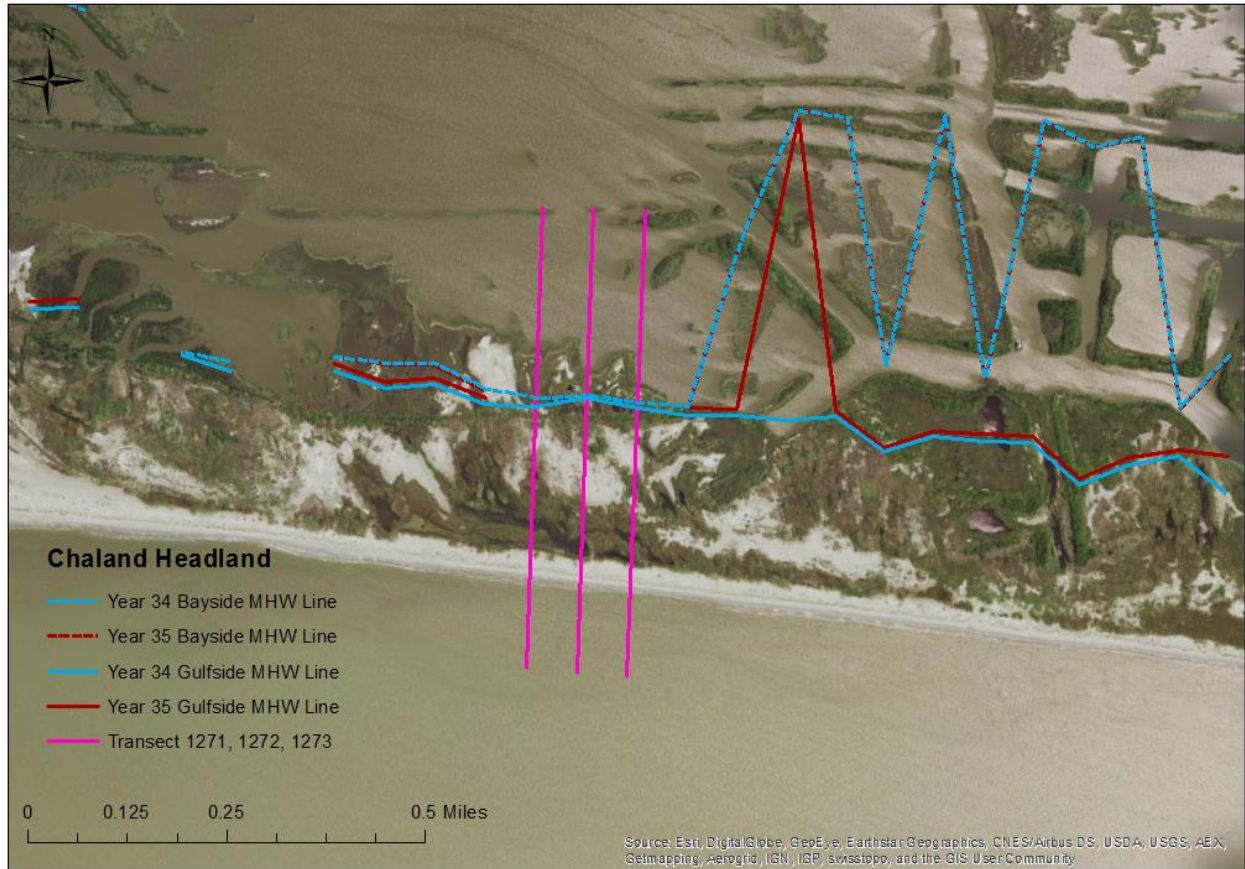 N
Chaland Headland
Year 34 Bayside MHW Line
Year 35 Bayside MHW Line
Year 34 Gulfside MHW Line
Year 35 Gulfside MHW Line
Transect 1271, 1272, 1273
0 0.125 0.25 0.5 Miles
Source: Esri, DigitalGlobe, GeoEye, Earthstar Geographics, CNES/Airbus DS, USDA, USGS, AEX,
Getmapping, Aerogrid, IGN, IGP, swisstopo, and the GIS User Community